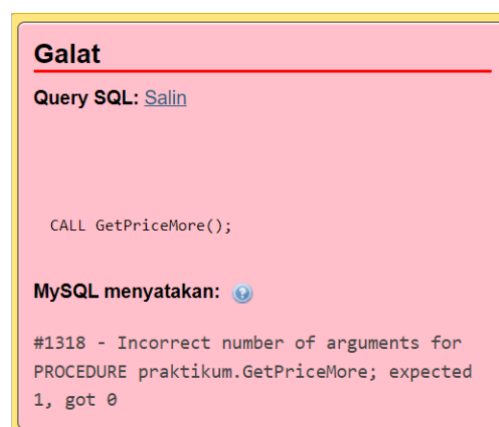 Galat
Query SQL: Salin
CALL GetPriceMore();
MySQL menyatakan:
#1318 - Incorrect number of arguments for
PROCEDURE praktikum.GetPriceMore; expected
1, got 0